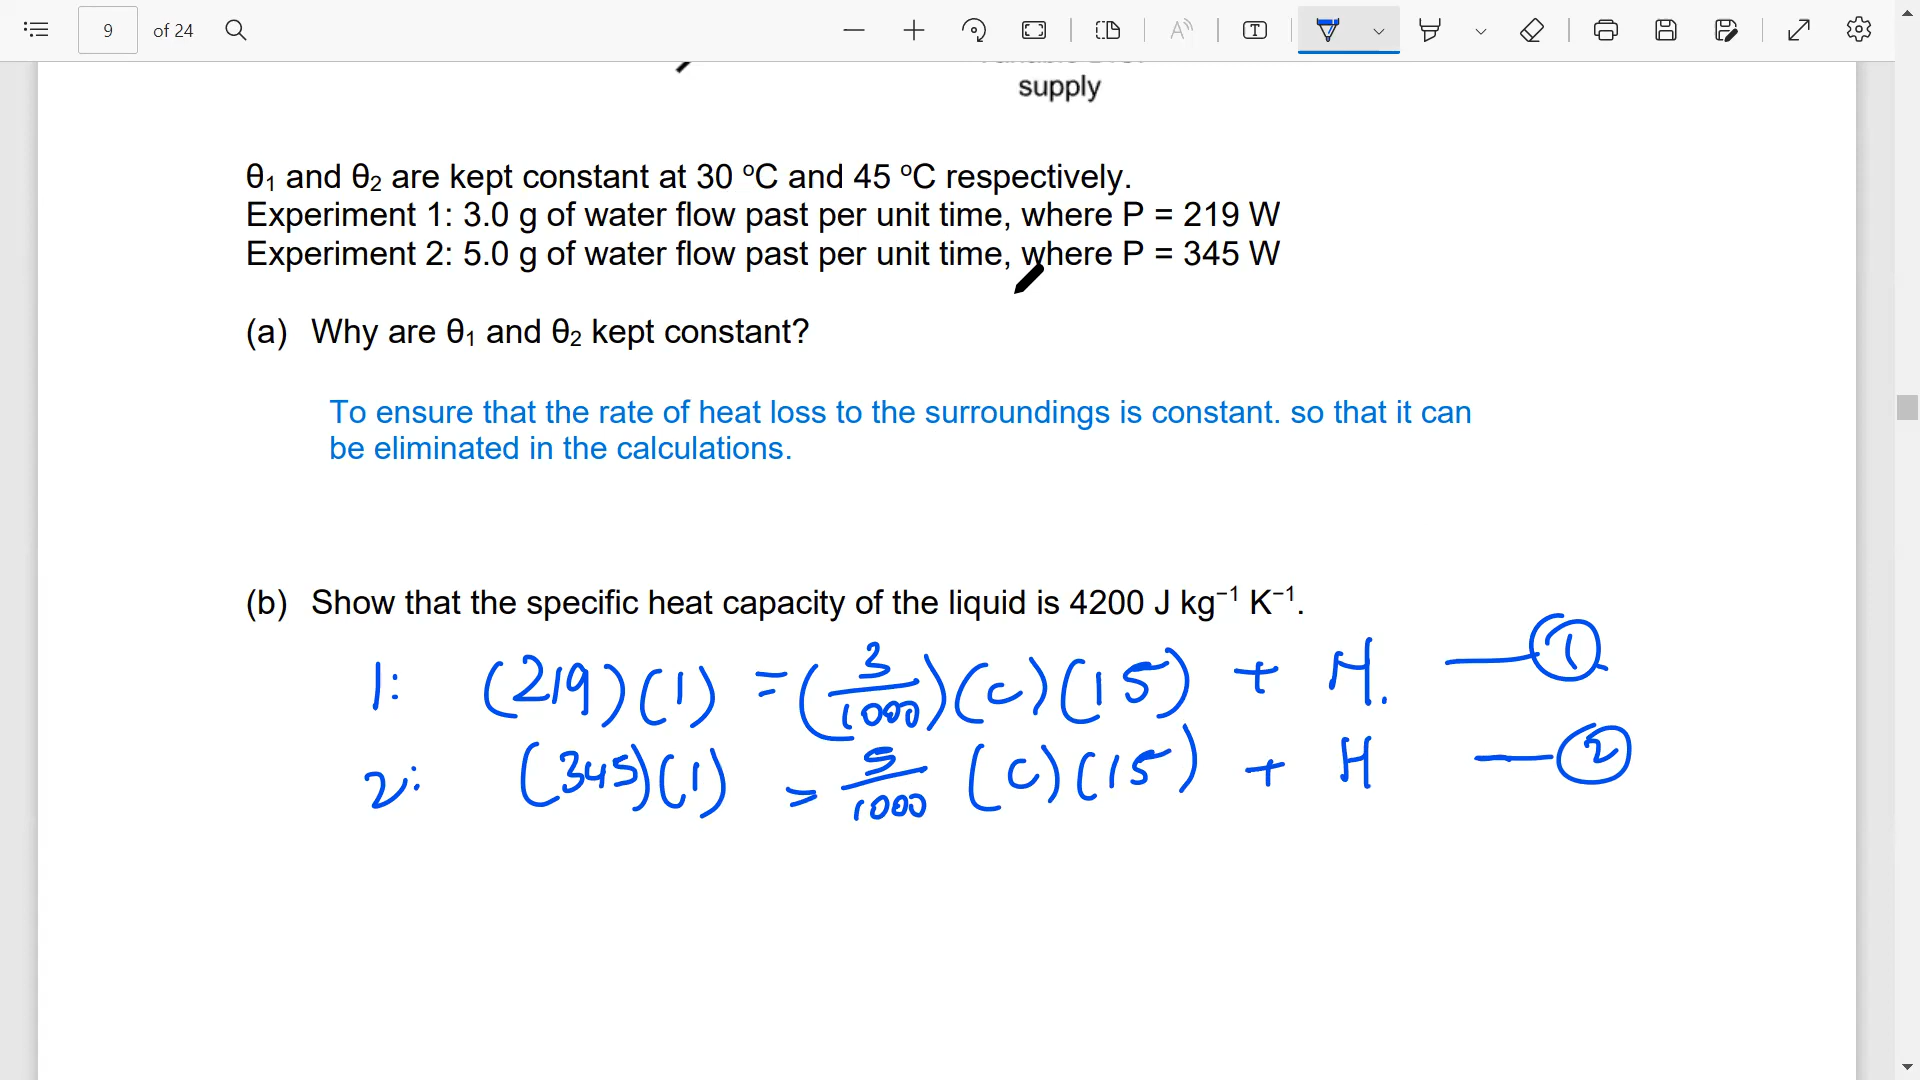 9 of 24
supply
θ₁ and θ₂ are kept constant at 30 ºC and 45 ºC respectively.
Experiment 1: 3.0 g of water flow past per unit time, where P = 219 W
Experiment 2: 5.0 g of water flow past per unit time, where P = 345 W
(a) Why are θ₁ and θ₂ kept constant?
To ensure that the rate of heat loss to the surroundings is constant. so that it can
be eliminated in the calculations.
(b) Show that the specific heat capacity of the liquid is 4200 J kg⁻¹ K⁻¹.
1: (219)(1) = (3/1000)(c)(15) + H. — ①
2: (345)(1) = 5/1000 (c)(15) + H — ②